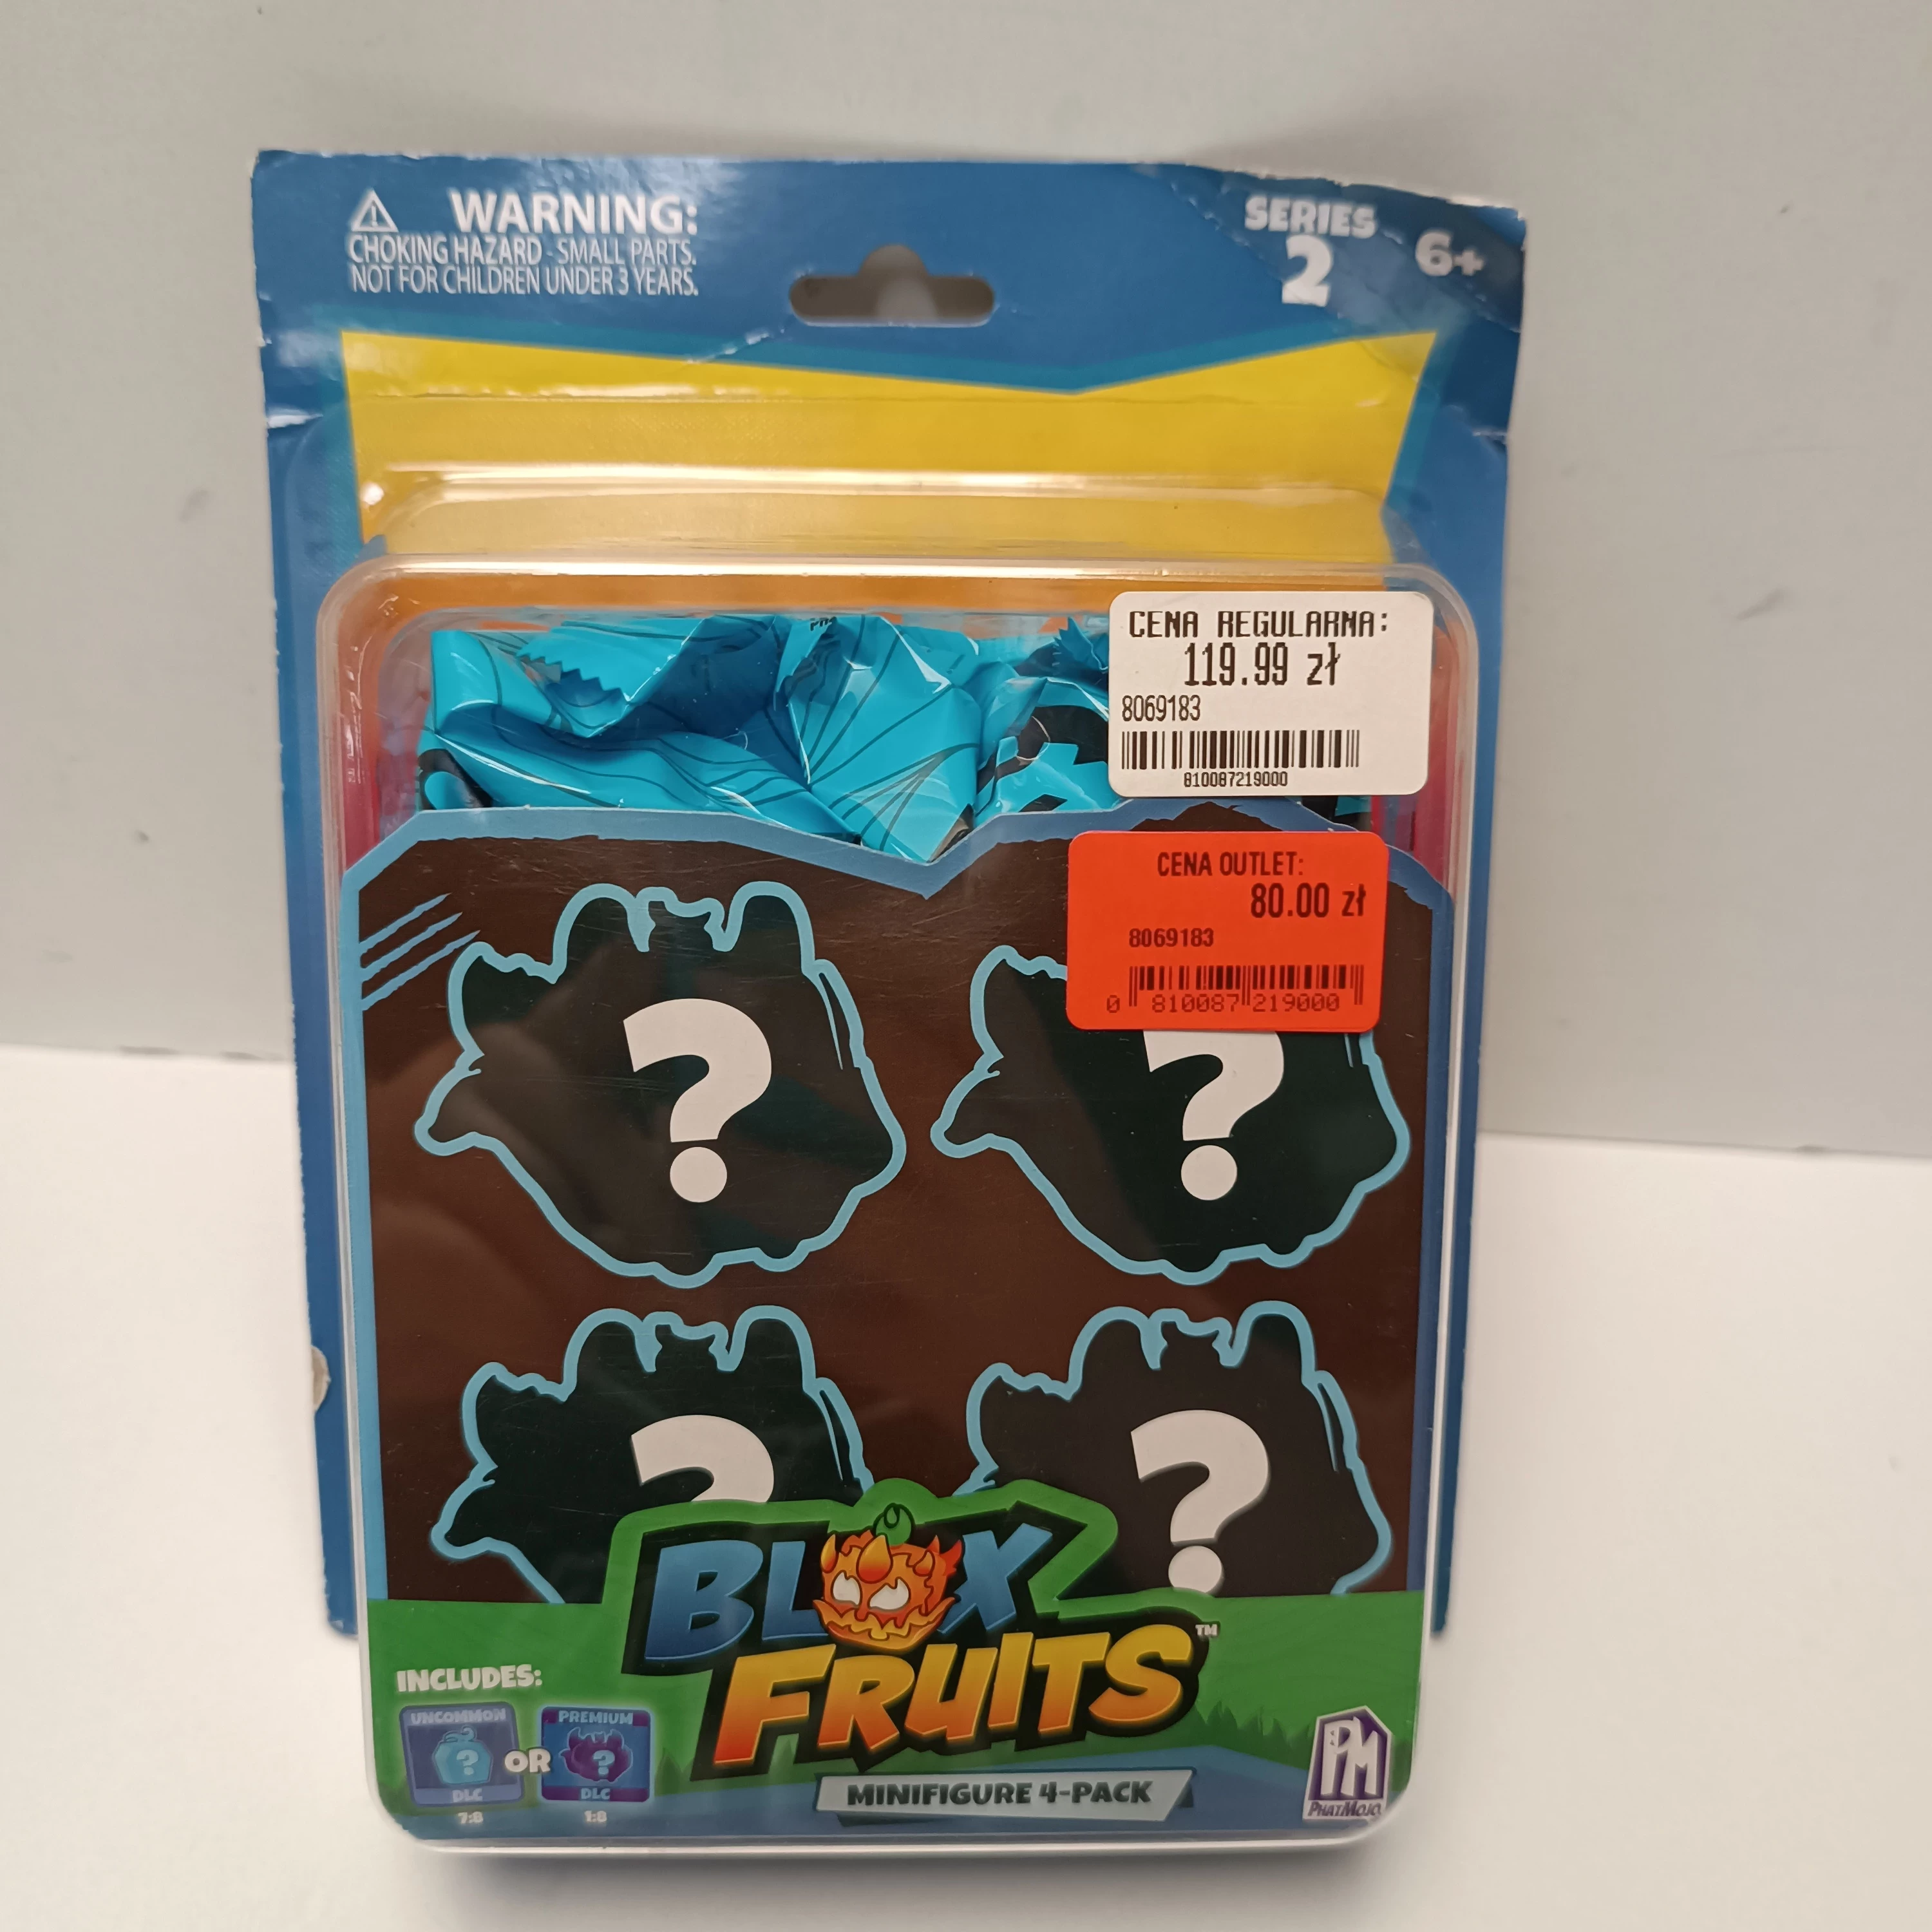 WARNING:
CHOKING HAZARD - SMALL PARTS.
NOT FOR CHILDREN UNDER 3 YEARS.
SERIES
2
6+
CENA REGULARNA:
119.99 zł
8069183
810087219000
CENA OUTLET:
80.00 zł
8069183
0 810087 219000
?
?
?
?
BLOX
FRUITS™
INCLUDES:
UNCOMMON
?
DLC
7:8
OR
PREMIUM
?
DLC
1:8
MINIFIGURE 4-PACK
PM
PHATMOJO